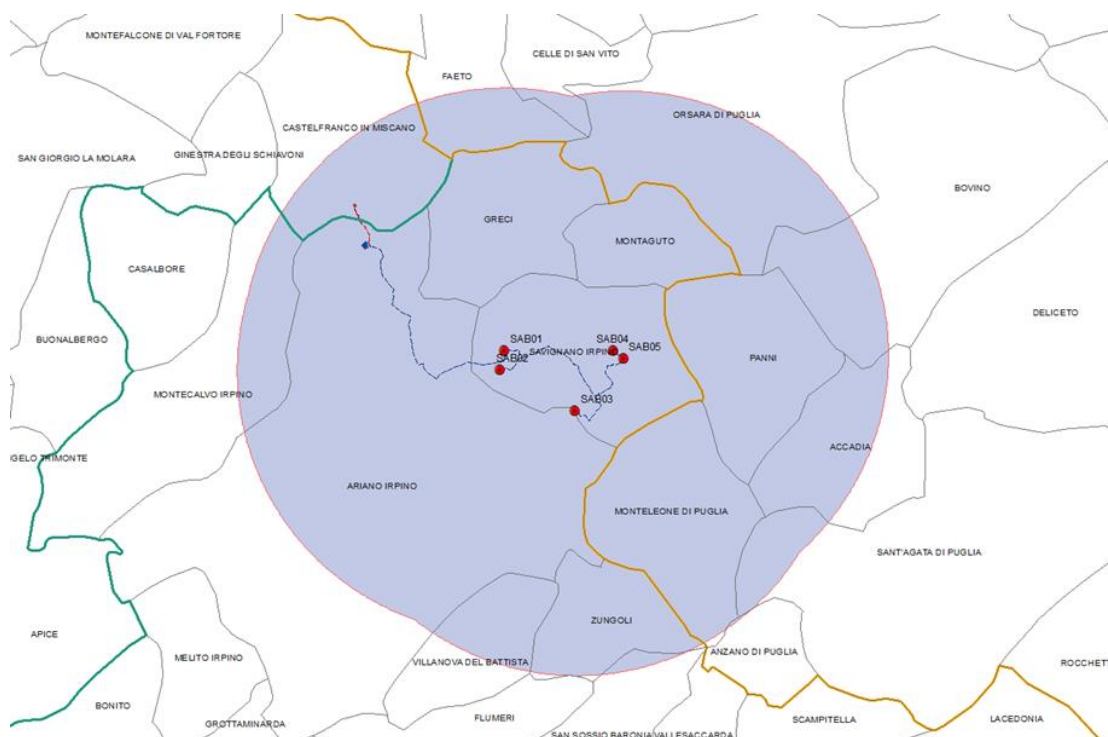 MONTEFALCONE DI VAL FORTORE
CELLE DI SAN VITO
FAETO
ORSARA DI PUGLIA
CASTELFRANCO IN MISCANO
SAN GIORGIO LA MOLARA
GINESTRA DEGLI SCHIAVONI
BOVINO
GRECI
MONTAGUTO
CASALBORE
DELICETO
BUONALBERGO
SAB01
SAB04
SAVIGNANO IRPINO
SAB05
SAB02
PANNI
MONTECALVO IRPINO
SAB03
ACCADIA
GELO TRIMONTE
ARIANO IRPINO
MONTELEONE DI PUGLIA
SANT'AGATA DI PUGLIA
ZUNGOLI
APICE
ANZANO DI PUGLIA
MELITO IRPINO
VILLANOVA DEL BATTISTA
ROCCHET
BONITO
FLUMERI
SCAMPITELLA
LACEDONIA
GROTTAMINARDA
SAN SOSSIO BARONIA
VALLESACCARDA